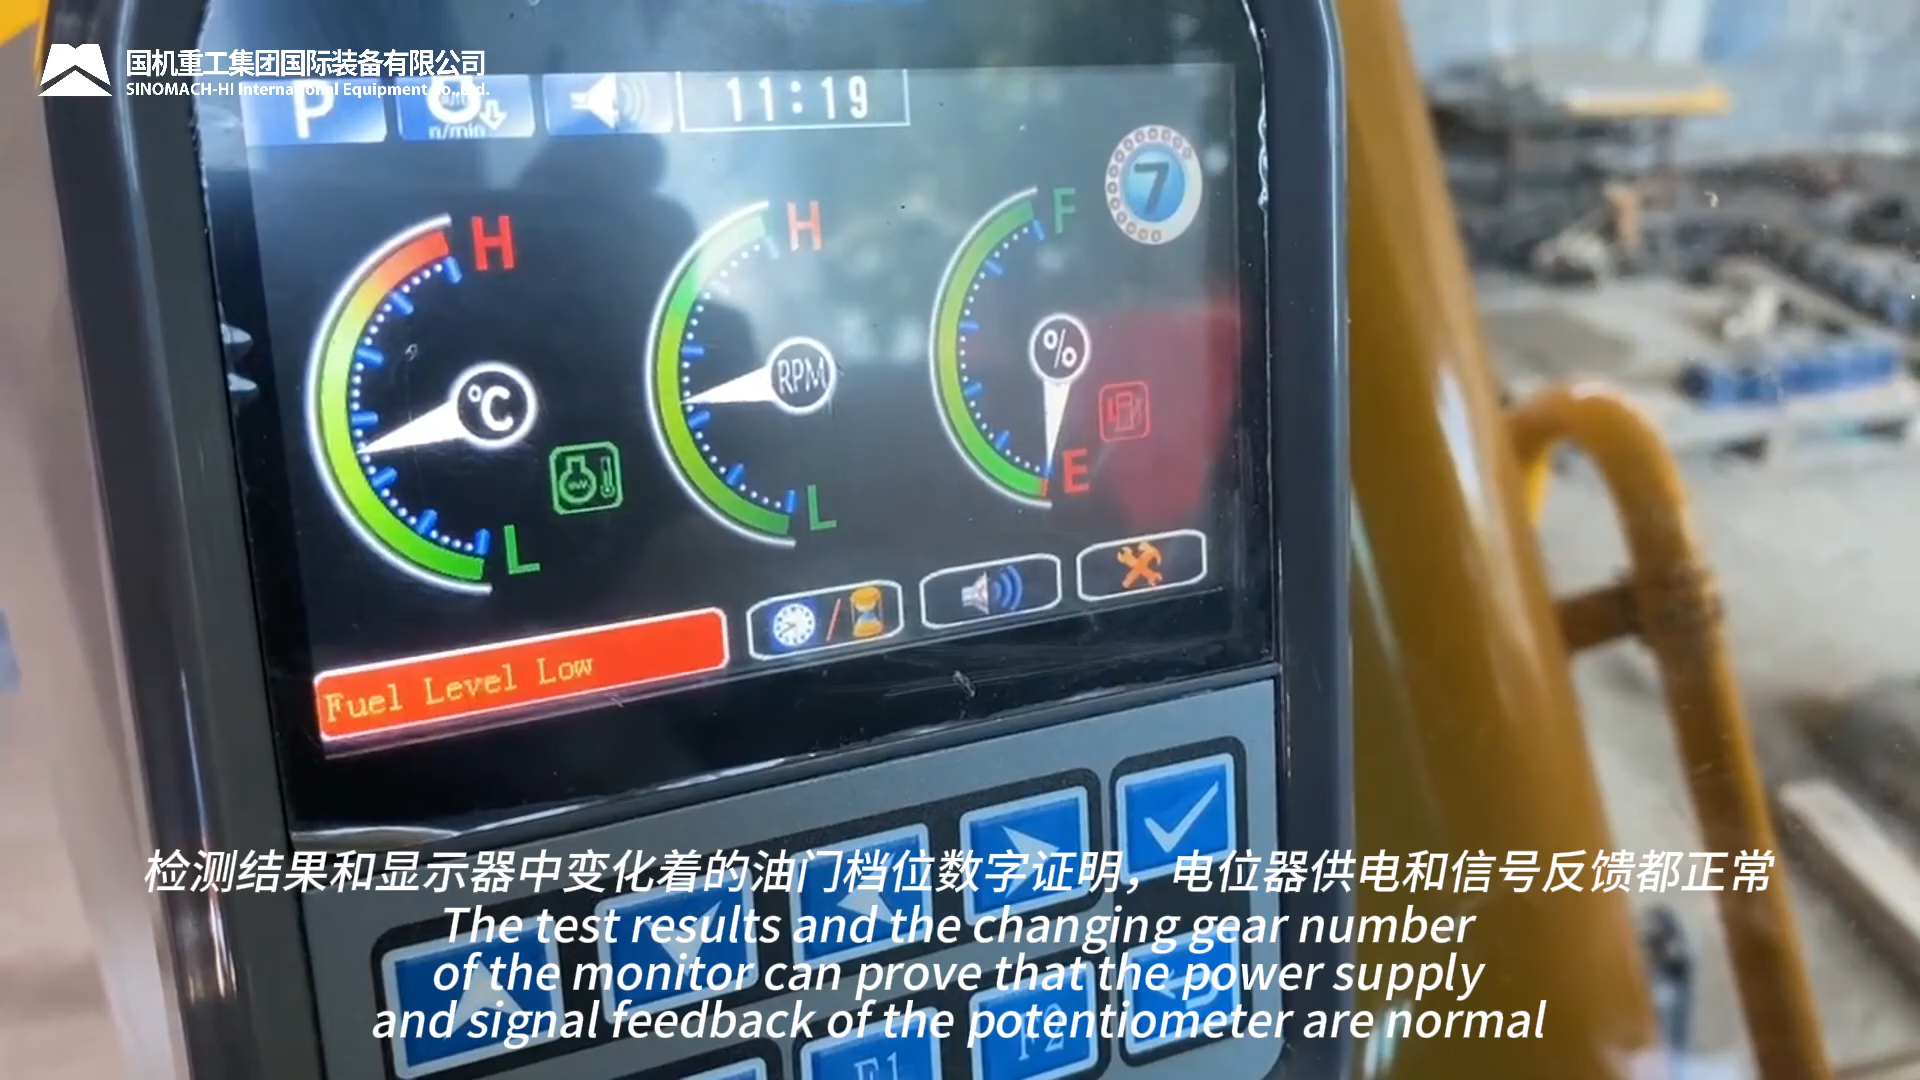 国机重工集团国际装备有限公司
SINOMACH-HI International Equipment Co.,Ltd.
P
n/min
11:19
7
H
H
F
°C
RPM
%
L
L
E
Fuel Level Low
检测结果和显示器中变化着的油门档位数字证明，电位器供电和信号反馈都正常
The test results and the changing gear number
of the monitor can prove that the power supply
and signal feedback of the potentiometer are normal
F1
F2